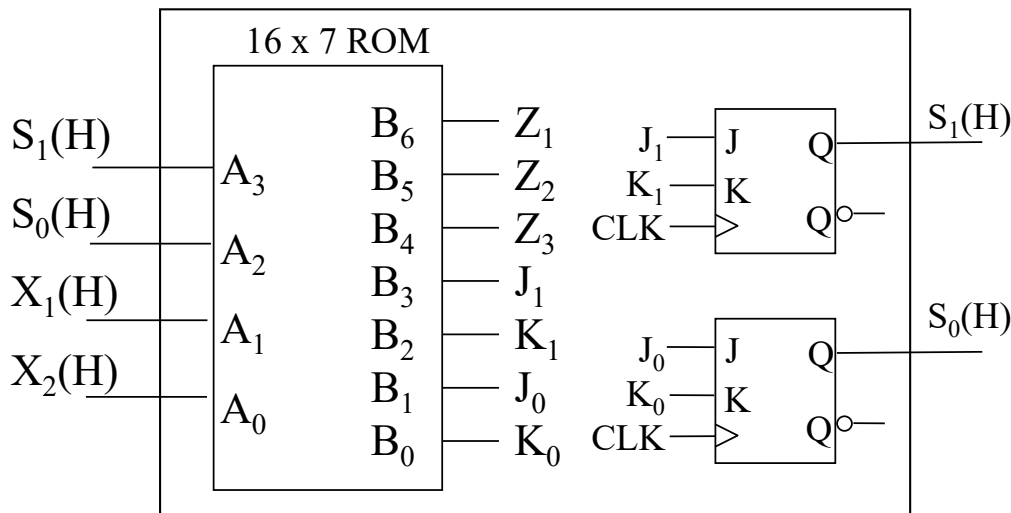 16 x 7 ROM
S₁(H)
S₀(H)
X₁(H)
X₂(H)
A₃
A₂
A₁
A₀
B₆ Z₁
B₅ Z₂
B₄ Z₃
B₃ J₁
B₂ K₁
B₁ J₀
B₀ K₀
J₁ J Q S₁(H)
K₁ K
CLK Q
J₀ J Q S₀(H)
K₀ K
CLK Q